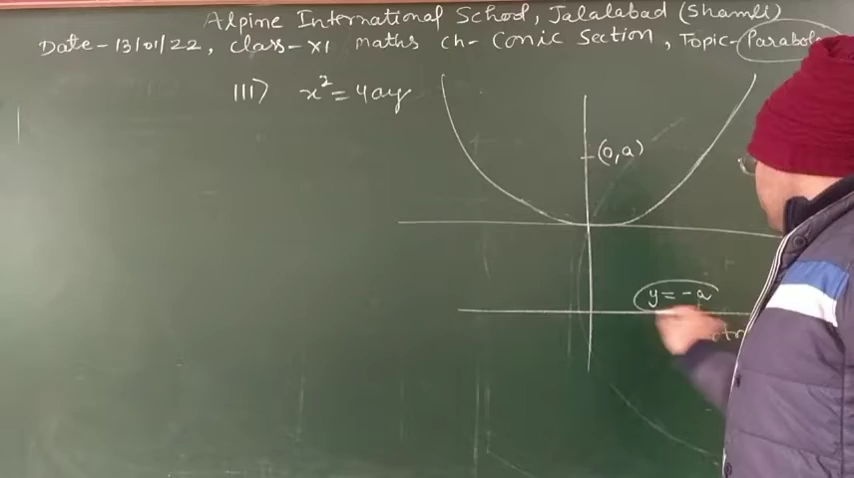 Alpine International School, Jalalabad (Shamli)
Date-13/01/22, class-XI maths ch- Conic Section, Topic-Parabola
III) x²=4ay
(0,a)
y=-a